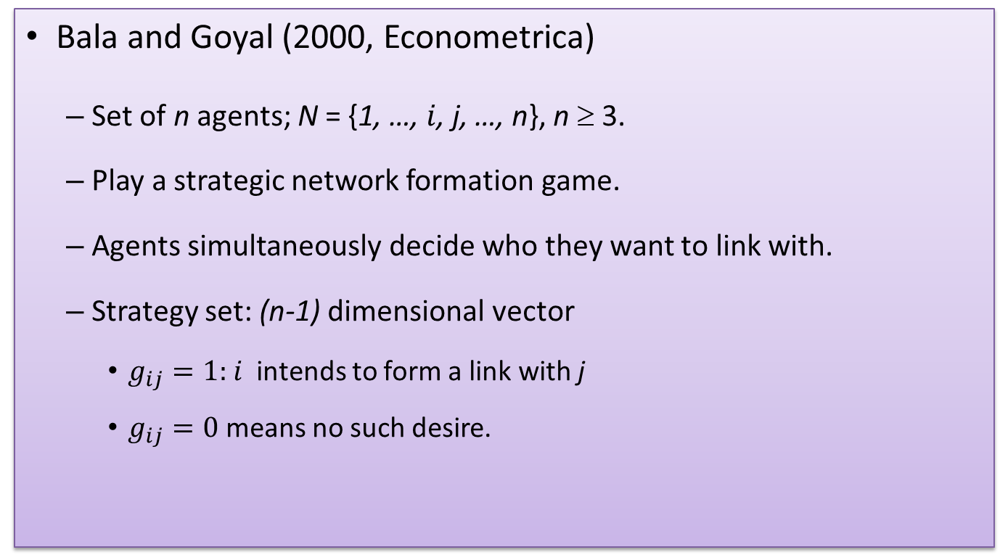 • Bala and Goyal (2000, Econometrica)
– Set of n agents; N = {1, …, i, j, …, n}, n ≥ 3.
– Play a strategic network formation game.
– Agents simultaneously decide who they want to link with.
– Strategy set: (n-1) dimensional vector
• g_{ij} = 1: i intends to form a link with j
• g_{ij} = 0 means no such desire.